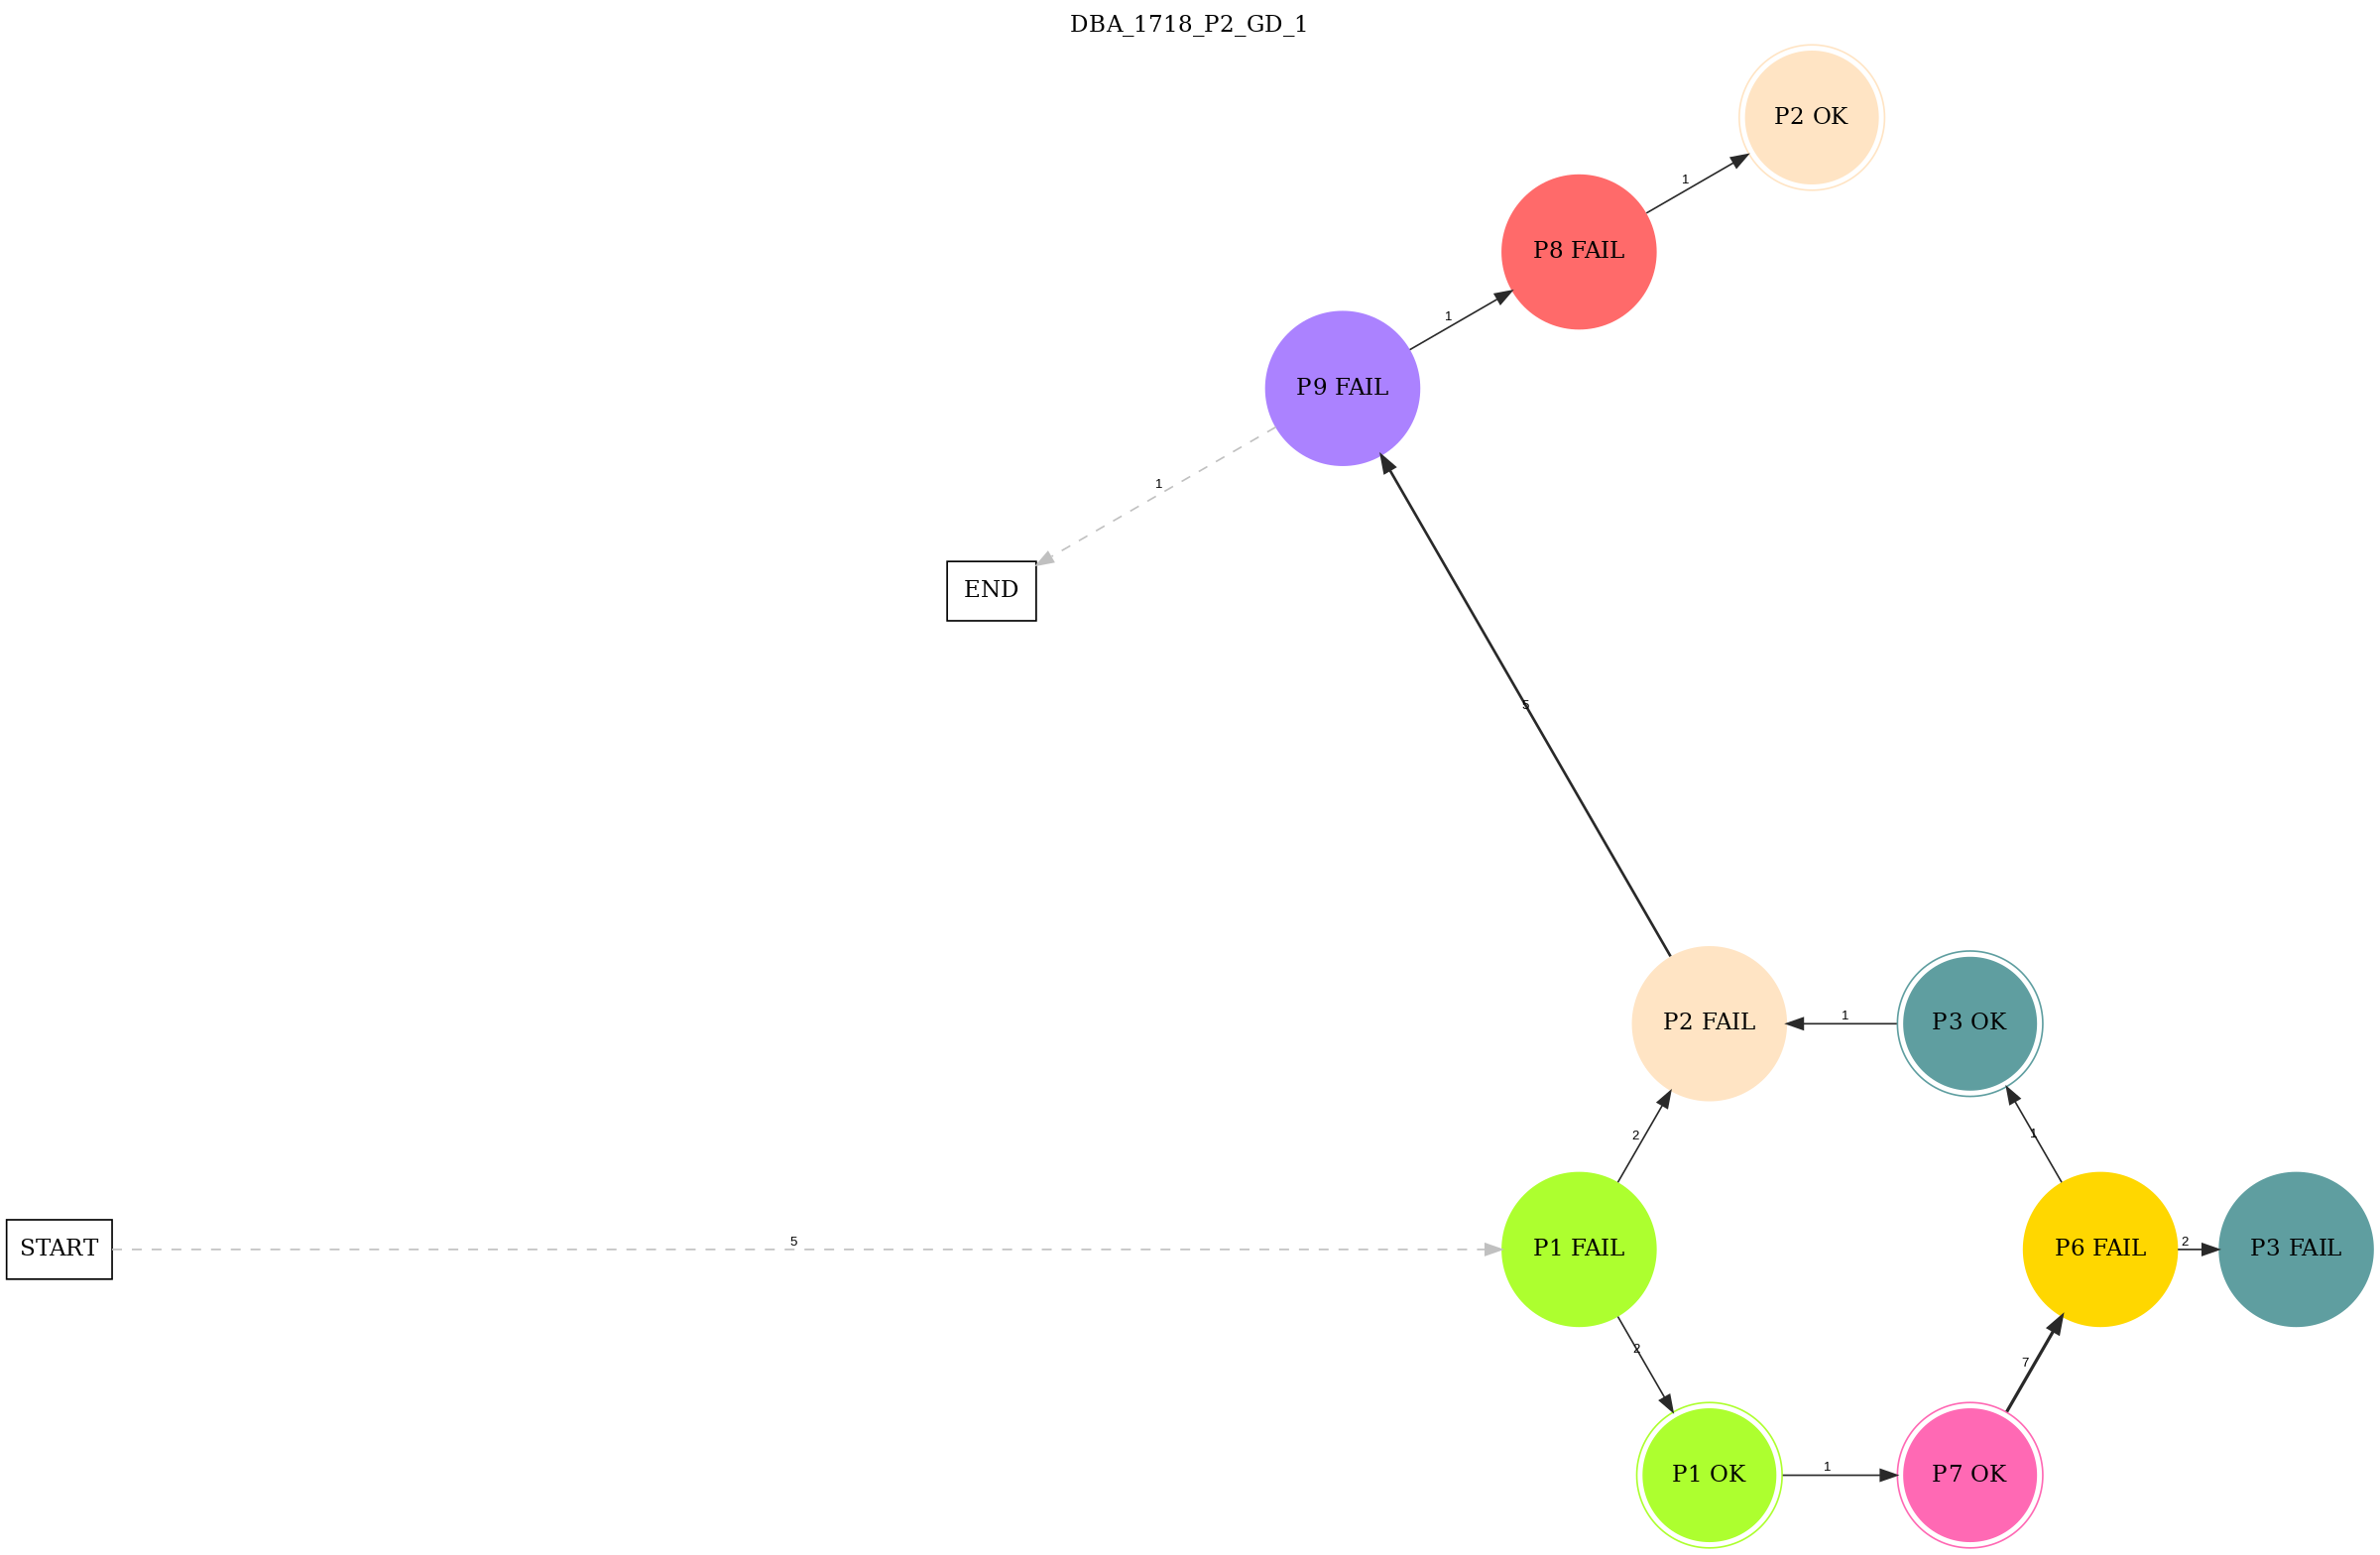 DBA_1718_P2_GD_1
P2 OK
1
P8 FAIL
1
P9 FAIL
1
END
5
P2 FAIL
1
P3 OK
2
1
START
5
P1 FAIL
P6 FAIL
2
P3 FAIL
2
7
P1 OK
1
P7 OK